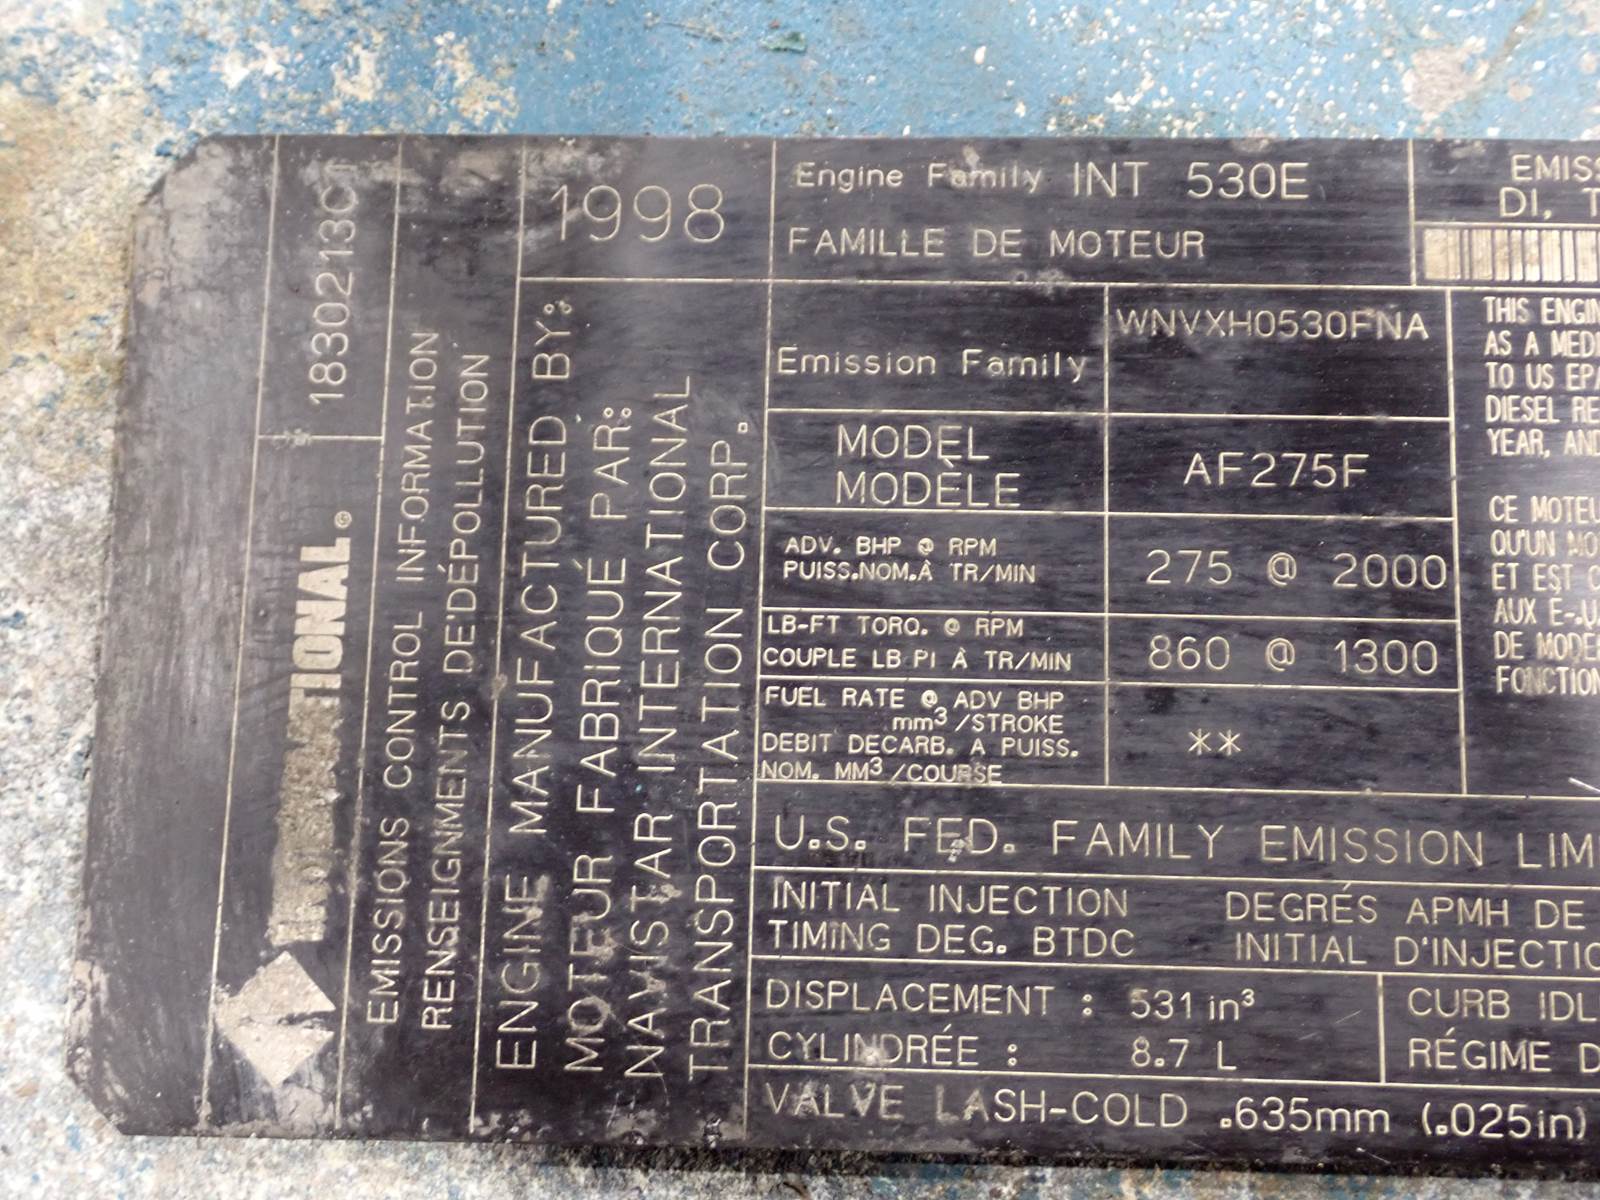 1830213C1
INTERNATIONAL®
EMISSIONS CONTROL INFORMATION
RENSEIGNMENTS DE'DÉPOLLUTION
1998
ENGINE MANUFACTURED BY:
MOTEUR FABRIQUÉ PAR:
NAVISTAR INTERNATIONAL
TRANSPORTATION CORP.
Engine Family INT 530E
FAMILLE DE MOTEUR
EMISS
DI, T
Emission Family WNVXH0530FNA
MODEL
MODÈLE
AF275F
ADV. BHP @ RPM
PUISS.NOM.À TR/MIN
275 @ 2000
LB-FT TORQ. @ RPM
COUPLE LB PI À TR/MIN
860 @ 1300
FUEL RATE @ ADV BHP
mm³/STROKE
DEBIT DECARB. A PUISS.
NOM. MM³/COURSE
**
THIS ENGIN
AS A MEDI
TO US EPA
DIESEL RE
YEAR, AND
CE MOTEU
QU'UN MO
ET EST C
AUX E-.U
DE MODÈ
FONCTION
U.S. FED. FAMILY EMISSION LIM
INITIAL INJECTION
TIMING DEG. BTDC
DEGRÉS APMH DE
INITIAL D'INJECTIO
DISPLACEMENT : 531 in³
CYLINDRÉE : 8.7 L
CURB IDL
RÉGIME D
VALVE LASH-COLD .635mm (.025in)